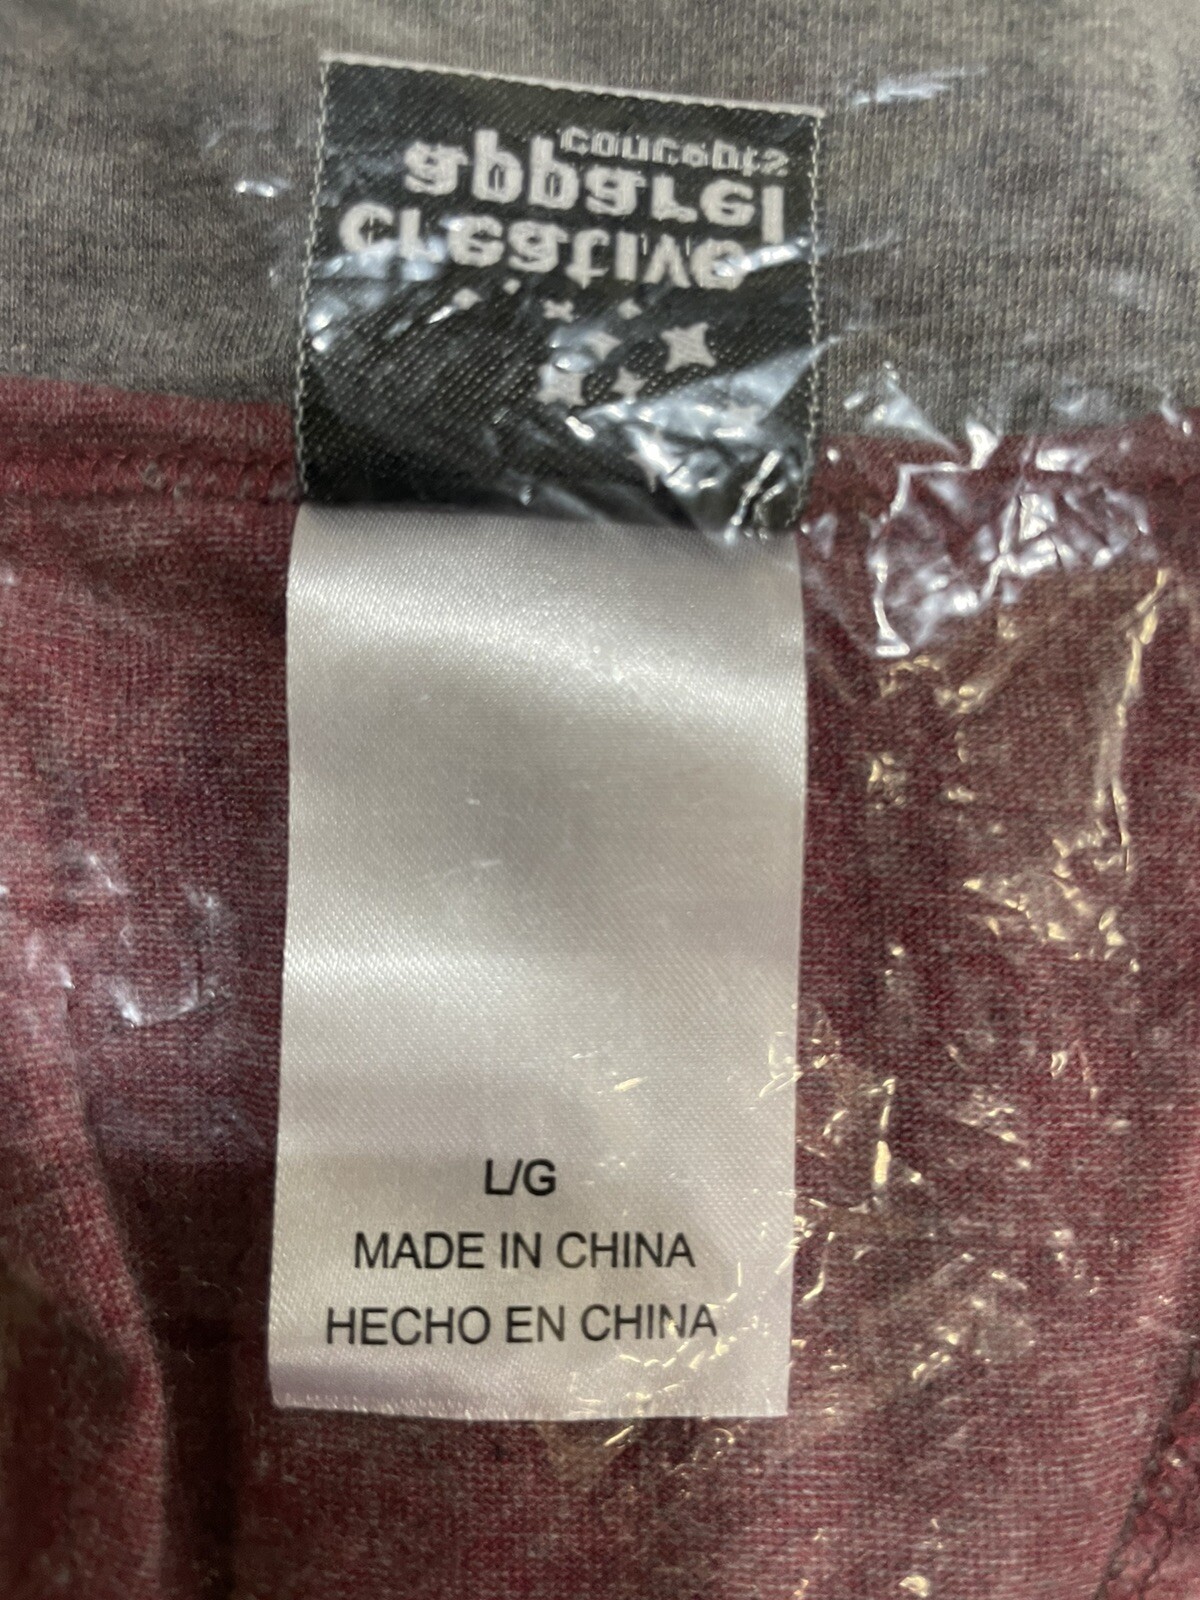 creative
apparel
concepts
L/G
MADE IN CHINA
HECHO EN CHINA